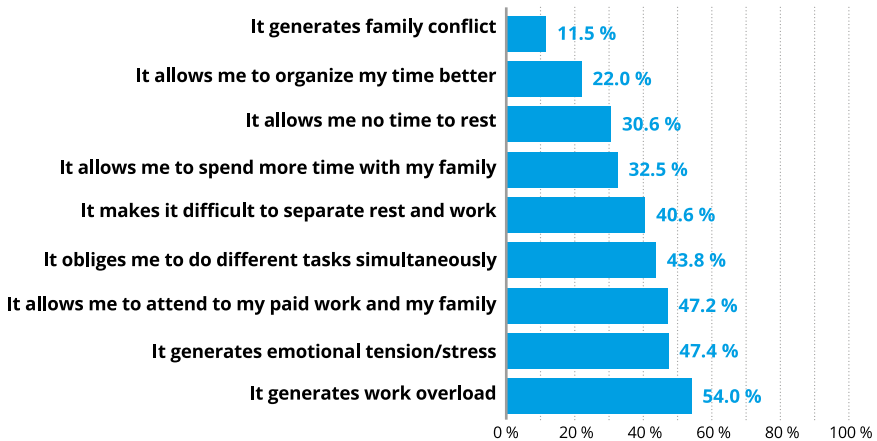 It generates family conflict 11.5 %
It allows me to organize my time better 22.0 %
It allows me no time to rest 30.6 %
It allows me to spend more time with my family 32.5 %
It makes it difficult to separate rest and work 40.6 %
It obliges me to do different tasks simultaneously 43.8 %
It allows me to attend to my paid work and my family 47.2 %
It generates emotional tension/stress 47.4 %
It generates work overload 54.0 %
0 % 20 % 40 % 60 % 80 % 100 %